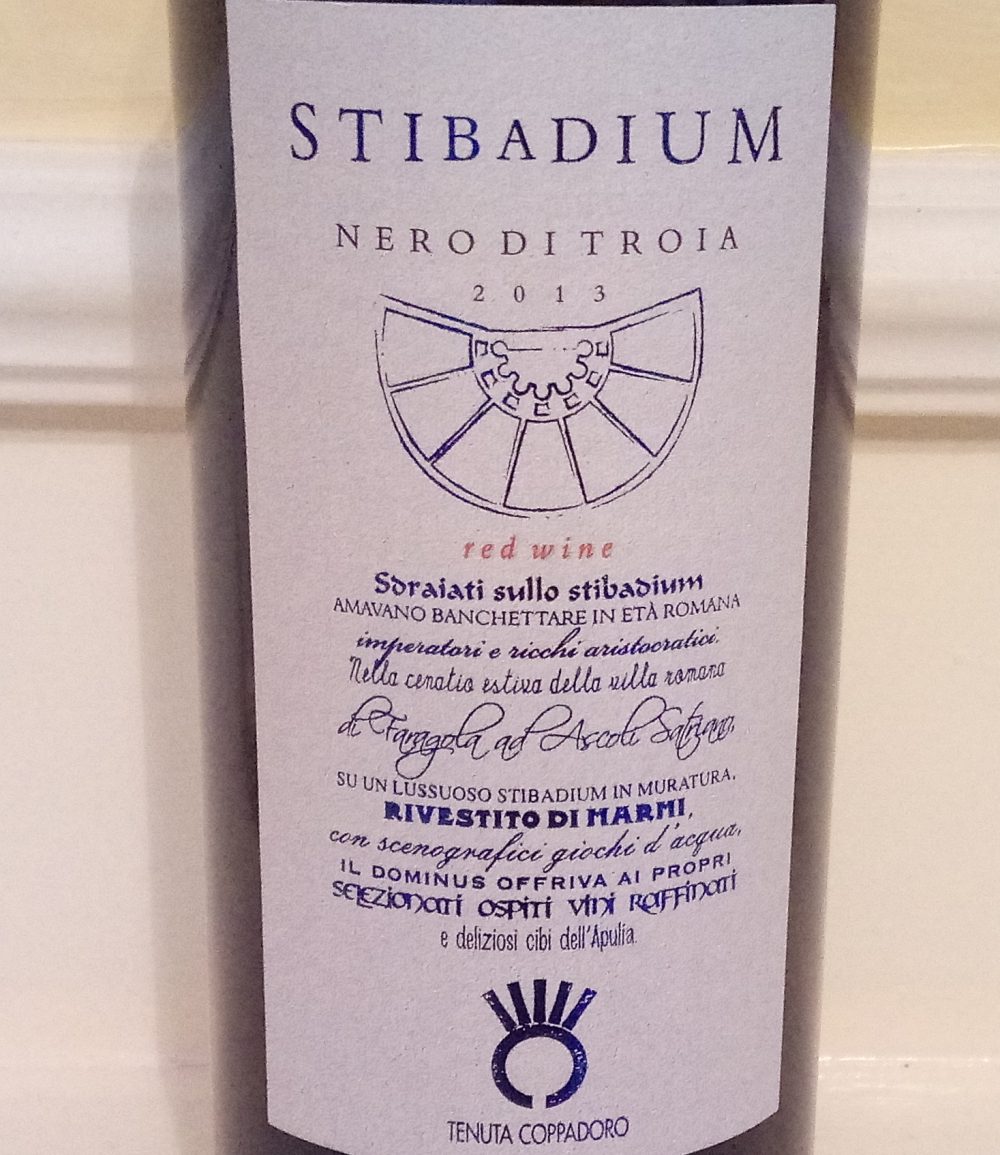 STIBADIUM
NERO DI TROIA
2013
red wine
Sdraiati sullo stibadium
AMAVANO BANCHETTARE IN ETÀ ROMANA
imperatori e ricchi aristocratici.
Nella cenatio estiva della villa romana
di Faragola ad Ascoli Satriano,
SU UN LUSSUOSO STIBADIUM IN MURATURA,
RIVESTITO DI MARMI,
con scenografici giochi d'acqua,
IL DOMINUS OFFRIVA AI PROPRI
SELEZIONATI OSPITI VINI RAFFINATI
e deliziosi cibi dell'Apulia.
TENUTA COPPADORO